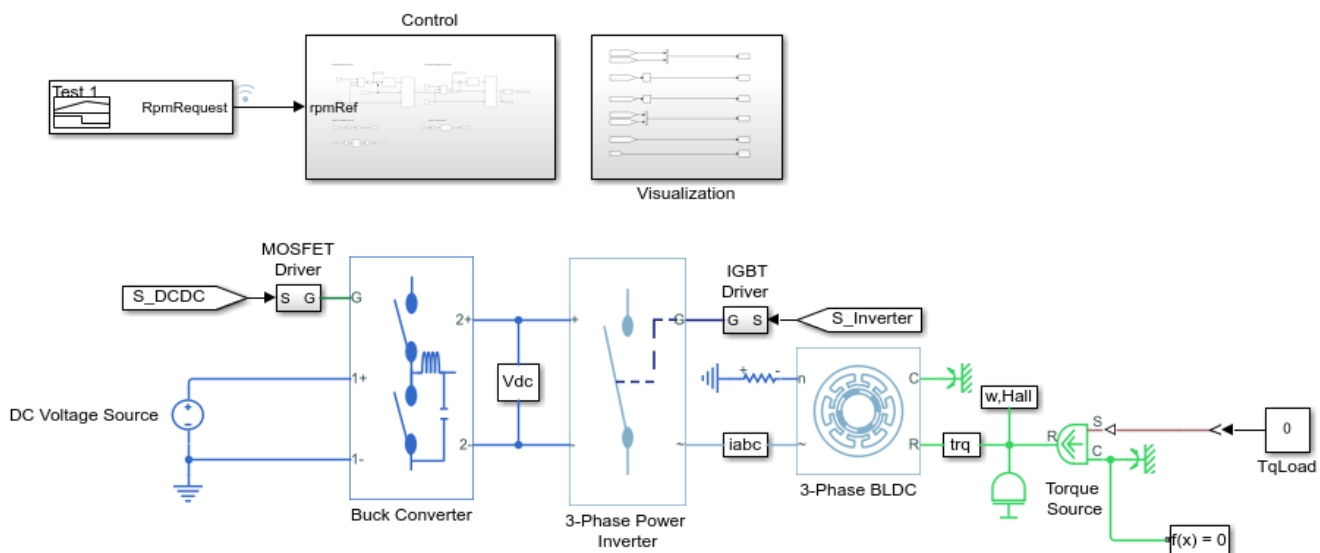 Control
Test 1
RpmRequest
rpmRef
Visualization
MOSFET
Driver
S_DCDC
S G
G
IGBT
Driver
G S
S_Inverter
G
2+
+
Vdc
+ -
n
C
1+
DC Voltage Source
+
-
w,Hall
S
R
C
0
TqLoad
2-
-
~
iabc
~
R
trq
1-
3-Phase BLDC
Torque
Source
Buck Converter
3-Phase Power
Inverter
f(x) = 0